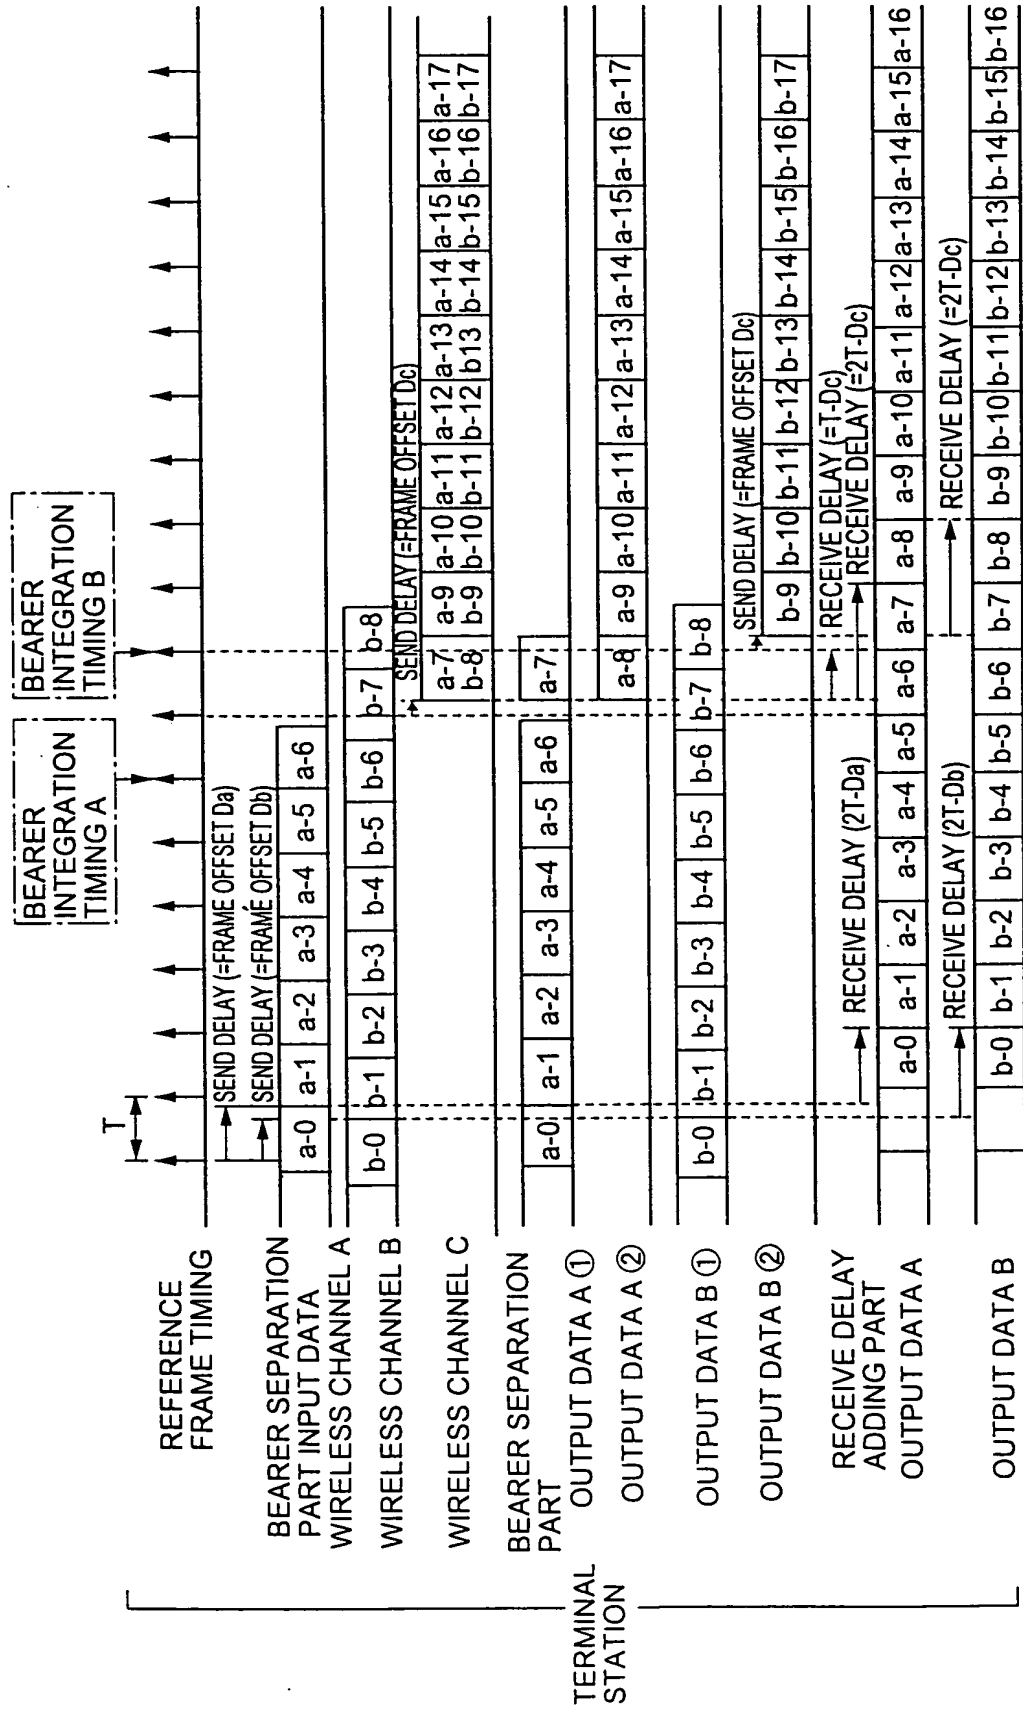 BEARER
INTEGRATION
TIMING A
BEARER
INTEGRATION
TIMING B
TERMINAL
STATION
REFERENCE
FRAME TIMING
T
SEND DELAY (=FRAME OFFSET Da)
SEND DELAY (=FRAME OFFSET Db)
BEARER SEPARATION
PART INPUT DATA
WIRELESS CHANNEL A
a-0 a-1 a-2 a-3 a-4 a-5 a-6
WIRELESS CHANNEL B
b-0 b-1 b-2 b-3 b-4 b-5 b-6 b-7 b-8
SEND DELAY (=FRAME OFFSET Dc)
WIRELESS CHANNEL C
a-7 a-9 a-10 a-11 a-12 a-13 a-14 a-15 a-16 a-17
b-8 b-9 b-10 b-11 b-12 b13 b-14 b-15 b-16 b-17
BEARER SEPARATION
PART
OUTPUT DATA A ①
a-0 a-1 a-2 a-3 a-4 a-5 a-6 a-7
OUTPUT DATA A ②
a-8 a-9 a-10 a-11 a-12 a-13 a-14 a-15 a-16 a-17
OUTPUT DATA B ①
b-0 b-1 b-2 b-3 b-4 b-5 b-6 b-7 b-8
SEND DELAY (=FRAME OFFSET Dc)
OUTPUT DATA B ②
b-9 b-10 b-11 b-12 b-13 b-14 b-15 b-16 b-17
RECEIVE DELAY (=T-Dc)
RECEIVE DELAY (2T-Da)
RECEIVE DELAY (=2T-Dc)
RECEIVE DELAY
ADDING PART
OUTPUT DATA A
a-0 a-1 a-2 a-3 a-4 a-5 a-6 a-7 a-8 a-9 a-10 a-11 a-12 a-13 a-14 a-15 a-16
RECEIVE DELAY (2T-Db)
RECEIVE DELAY (=2T-Dc)
OUTPUT DATA B
b-0 b-1 b-2 b-3 b-4 b-5 b-6 b-7 b-8 b-9 b-10 b-11 b-12 b-13 b-14 b-15 b-16